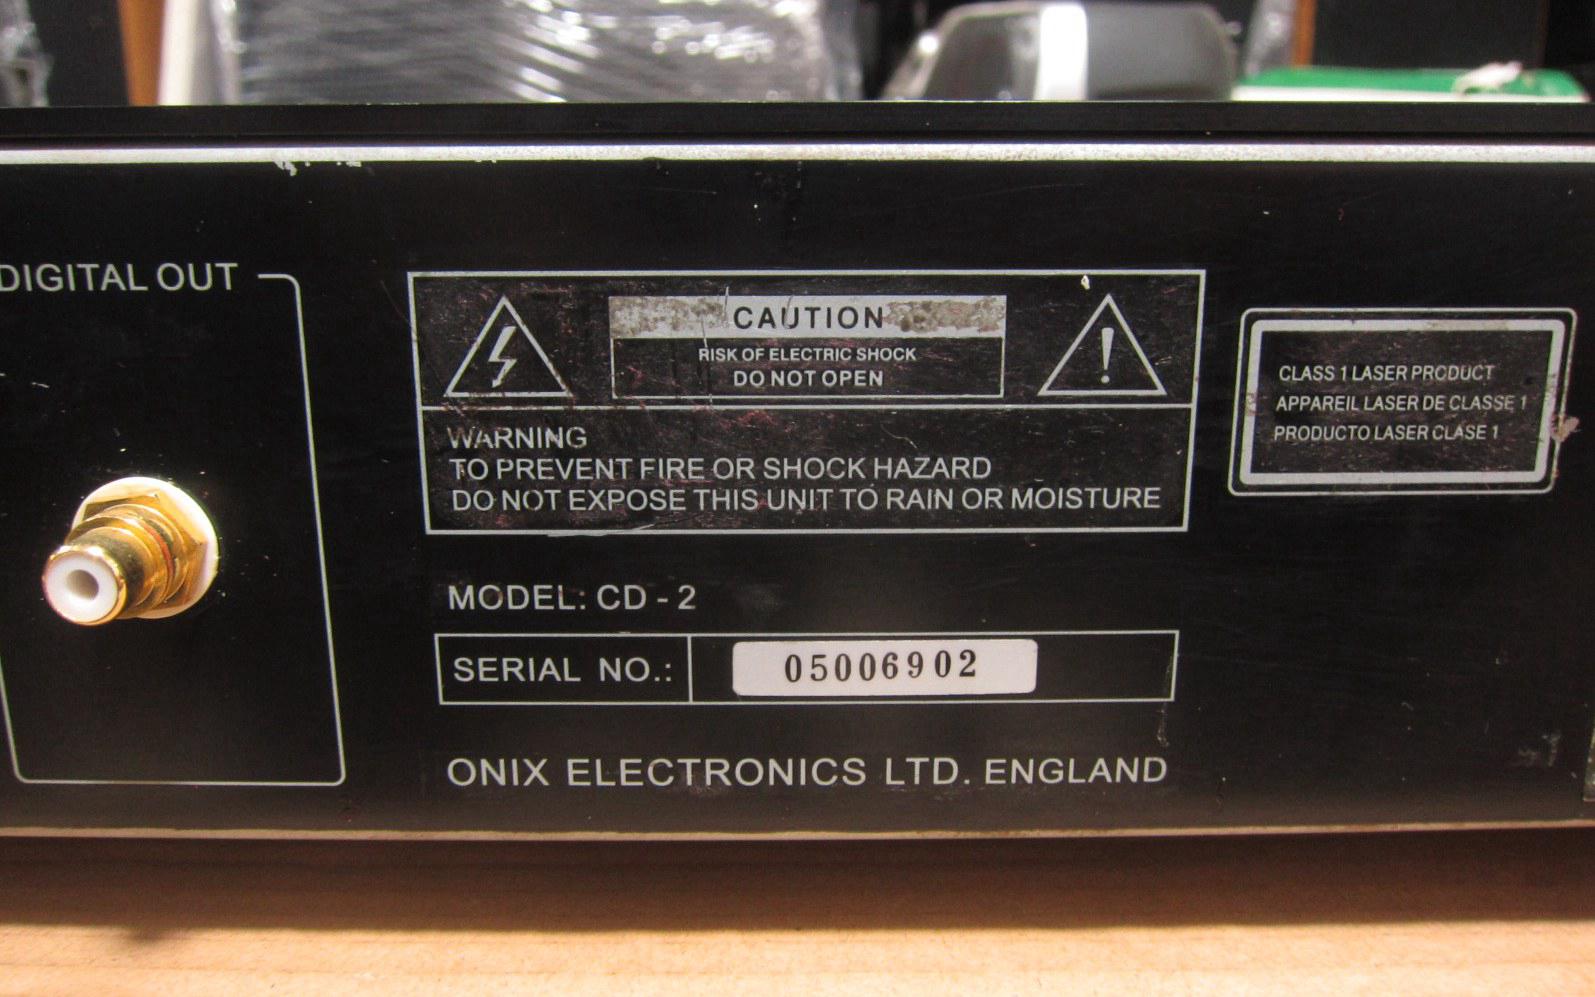 DIGITAL OUT
CAUTION
RISK OF ELECTRIC SHOCK
DO NOT OPEN
WARNING
TO PREVENT FIRE OR SHOCK HAZARD
DO NOT EXPOSE THIS UNIT TO RAIN OR MOISTURE
CLASS 1 LASER PRODUCT
APPAREIL LASER DE CLASSE 1
PRODUCTO LASER CLASE 1
MODEL: CD - 2
SERIAL NO.: 05006902
ONIX ELECTRONICS LTD. ENGLAND